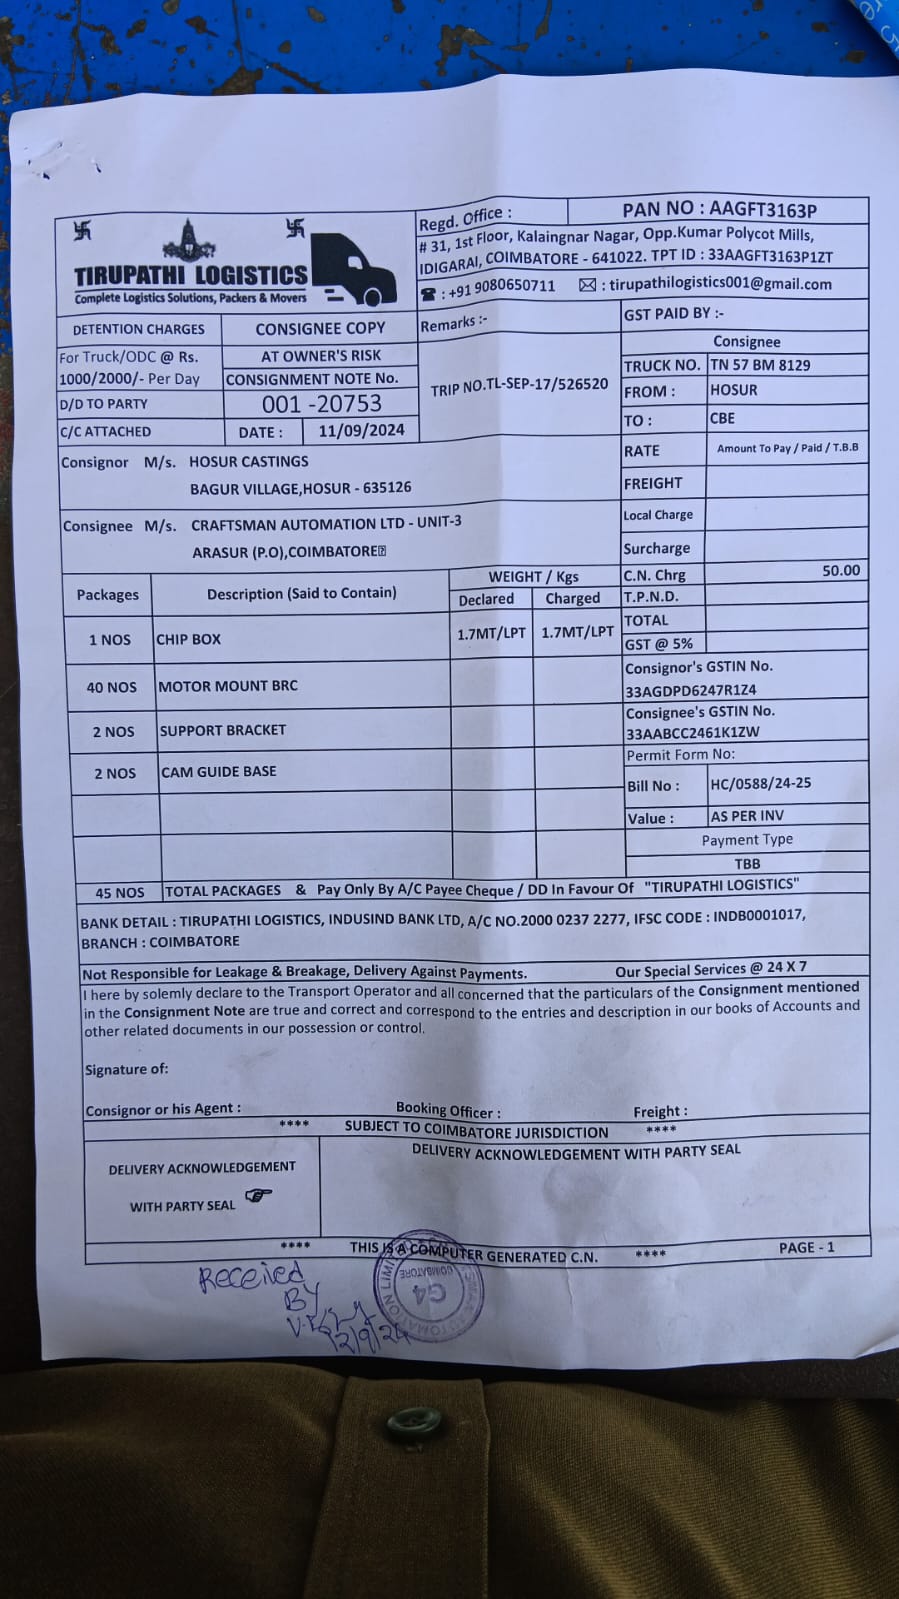 TIRUPATHI LOGISTICS
Complete Logistics Solutions, Packers & Movers
Regd. Office :
PAN NO : AAGFT3163P
# 31, 1st Floor, Kalaingnar Nagar, Opp.Kumar Polycot Mills,
IDIGARAI, COIMBATORE - 641022. TPT ID : 33AAGFT3163P1ZT
: +91 9080650711 : tirupathilogistics001@gmail.com
DETENTION CHARGES
CONSIGNEE COPY
Remarks :-
GST PAID BY :-
Consignee
For Truck/ODC @ Rs.
1000/2000/- Per Day
AT OWNER'S RISK
CONSIGNMENT NOTE No.
TRIP NO.TL-SEP-17/526520
TRUCK NO. TN 57 BM 8129
D/D TO PARTY
001 -20753
FROM : HOSUR
C/C ATTACHED
DATE : 11/09/2024
TO : CBE
Consignor M/s. HOSUR CASTINGS
BAGUR VILLAGE,HOSUR - 635126
RATE Amount To Pay / Paid / T.B.B
FREIGHT
Consignee M/s. CRAFTSMAN AUTOMATION LTD - UNIT-3
ARASUR (P.O),COIMBATORE
Local Charge
Surcharge
Packages Description (Said to Contain) WEIGHT / Kgs
Declared Charged
C.N. Chrg 50.00
T.P.N.D.
1 NOS CHIP BOX 1.7MT/LPT 1.7MT/LPT
TOTAL
GST @ 5%
40 NOS MOTOR MOUNT BRC
Consignor's GSTIN No.
33AGDPD6247R1Z4
2 NOS SUPPORT BRACKET
Consignee's GSTIN No.
33AABCC2461K1ZW
2 NOS CAM GUIDE BASE
Permit Form No:
Bill No : HC/0588/24-25
Value : AS PER INV
Payment Type
TBB
45 NOS TOTAL PACKAGES & Pay Only By A/C Payee Cheque / DD In Favour Of "TIRUPATHI LOGISTICS"
BANK DETAIL : TIRUPATHI LOGISTICS, INDUSIND BANK LTD, A/C NO.2000 0237 2277, IFSC CODE : INDB0001017,
BRANCH : COIMBATORE
Not Responsible for Leakage & Breakage, Delivery Against Payments. Our Special Services @ 24 X 7
I here by solemly declare to the Transport Operator and all concerned that the particulars of the Consignment mentioned
in the Consignment Note are true and correct and correspond to the entries and description in our books of Accounts and
other related documents in our possession or control.
Signature of:
Consignor or his Agent : Booking Officer : Freight :
**** SUBJECT TO COIMBATORE JURISDICTION ****
DELIVERY ACKNOWLEDGEMENT
WITH PARTY SEAL
DELIVERY ACKNOWLEDGEMENT WITH PARTY SEAL
**** THIS IS A COMPUTER GENERATED C.N. **** PAGE - 1
Received
BY
12/9/24
AUTOMATION LIMI
COIMBATORE
G4